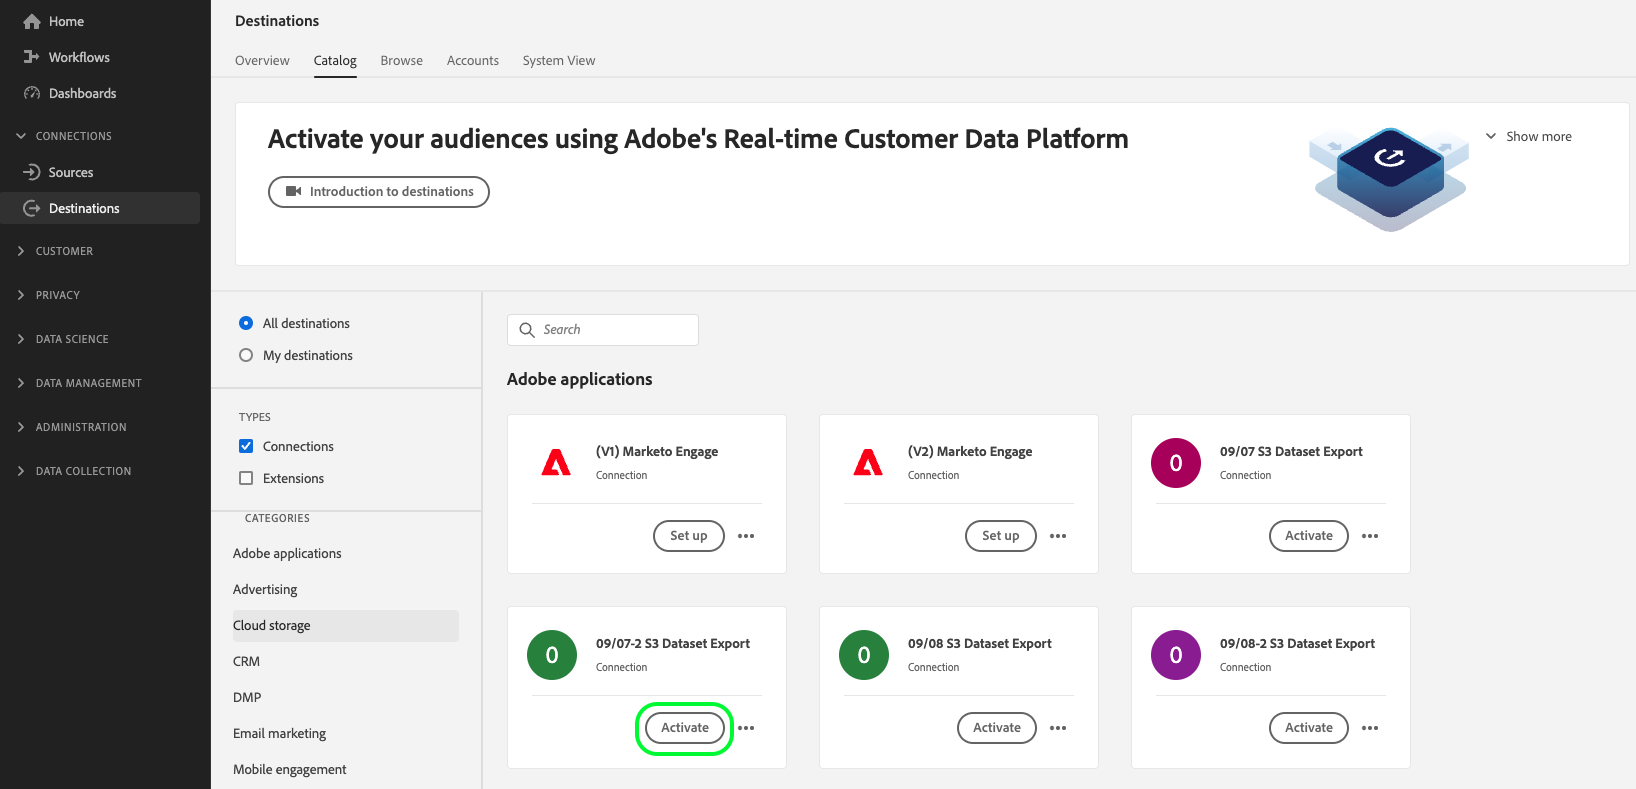 Home
Workflows
Dashboards
CONNECTIONS
Sources
Destinations
CUSTOMER
PRIVACY
DATA SCIENCE
DATA MANAGEMENT
ADMINISTRATION
DATA COLLECTION
Destinations
Overview Catalog Browse Accounts System View
Activate your audiences using Adobe's Real-time Customer Data Platform
Show more
Introduction to destinations
All destinations
My destinations
TYPES
Connections
Extensions
CATEGORIES
Adobe applications
Advertising
Cloud storage
CRM
DMP
Email marketing
Mobile engagement
Search
Adobe applications
(V1) Marketo Engage
Connection
Set up
(V2) Marketo Engage
Connection
Set up
0
09/07 S3 Dataset Export
Connection
Activate
0
09/07-2 S3 Dataset Export
Connection
Activate
0
09/08 S3 Dataset Export
Connection
Activate
0
09/08-2 S3 Dataset Export
Connection
Activate